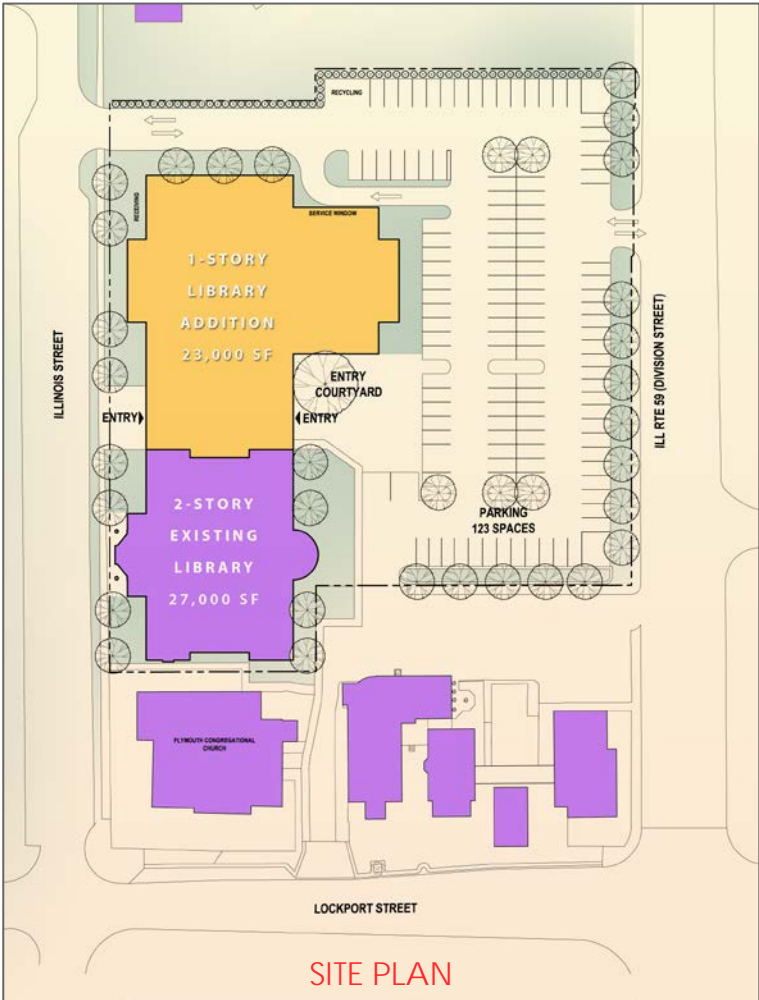 RECYCLING
RECEIVING
SERVICE WINDOW
1-STORY
LIBRARY
ADDITION
23,000 SF
ILLINOIS STREET
ILL RTE 59 (DIVISION STREET)
ENTRY
COURTYARD
ENTRY
ENTRY
2-STORY
EXISTING
LIBRARY
27,000 SF
PARKING
123 SPACES
PLYMOUTH CONGREGATIONAL
CHURCH
LOCKPORT STREET
SITE PLAN